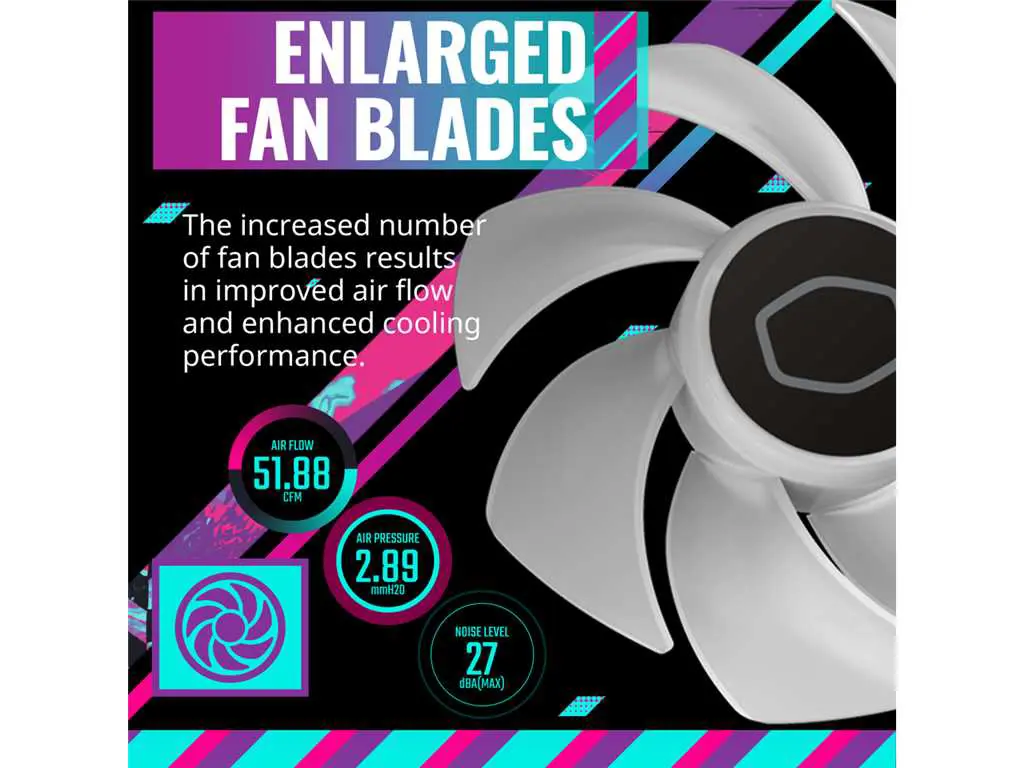 ENLARGED
FAN BLADES
The increased number
of fan blades results
in improved air flow
and enhanced cooling
performance.
AIR FLOW
51.88
CFM
AIR PRESSURE
2.89
mmH2O
NOISE LEVEL
27
dBA(MAX)